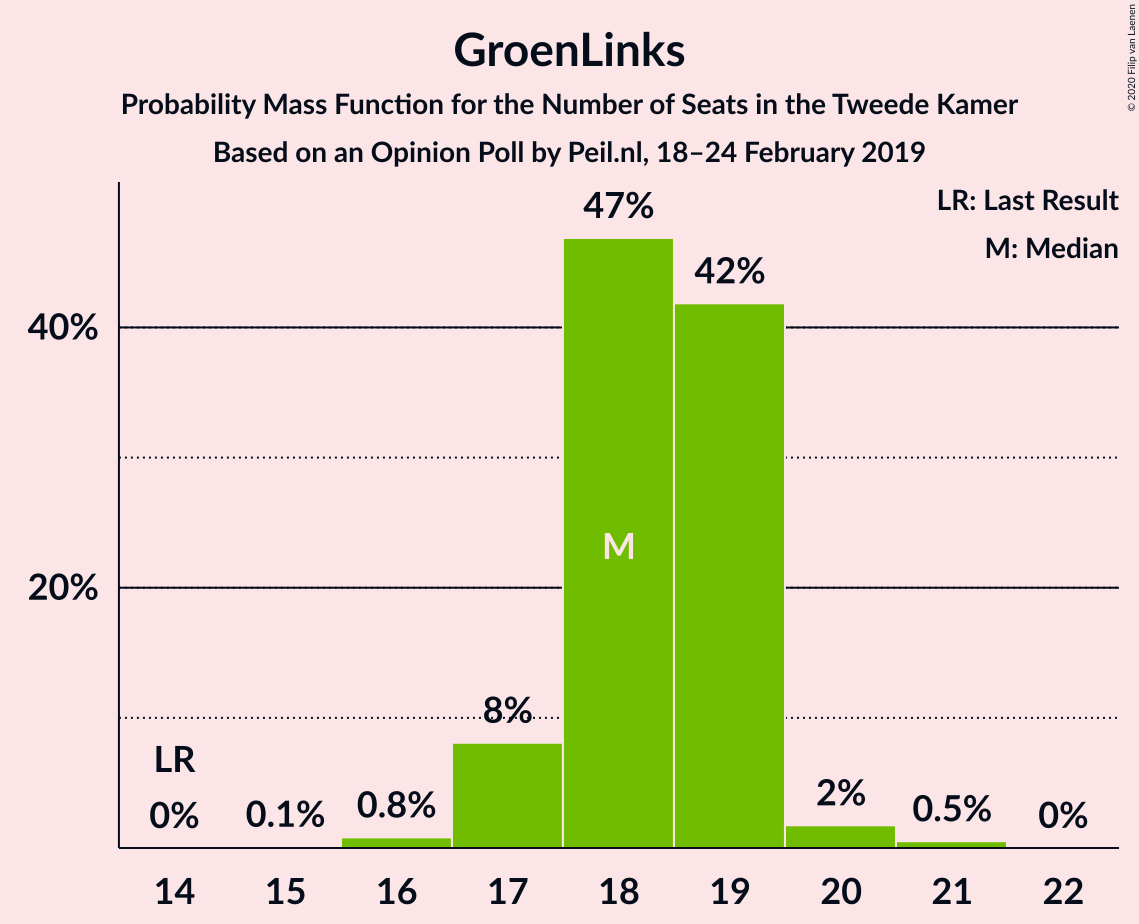 GroenLinks
Probability Mass Function for the Number of Seats in the Tweede Kamer
Based on an Opinion Poll by Peil.nl, 18–24 February 2019
© 2020 Filip van Laenen
LR: Last Result
M: Median
40%
20%
LR
0%
0.1%
0.8%
8%
47%
M
42%
2%
0.5%
0%
14 15 16 17 18 19 20 21 22